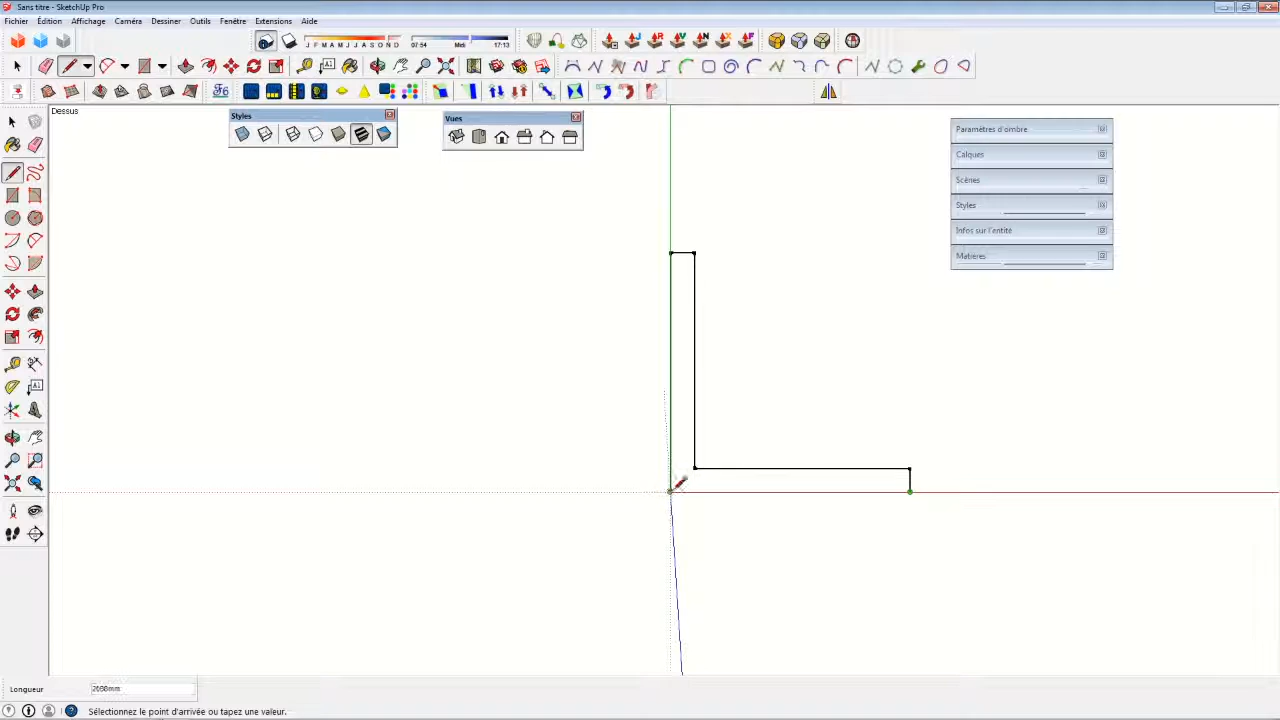 Sans titre - SketchUp Pro
Fichier Édition Affichage Caméra Dessiner Outils Fenêtre Extensions Aide
J F M A M J J A S O N D 07:54 Midi 17:13
Dessus
Styles
Vues
Paramètres d'ombre
Calques
Scènes
Styles
Infos sur l'entité
Matières
Longueur
Sélectionnez le point d'arrivée ou tapez une valeur.